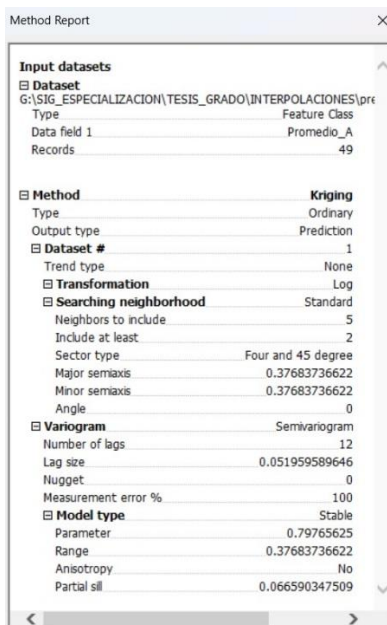 Method Report
Input datasets
Dataset
G:\SIG_ESPECIALIZACION\TESIS_GRADO\INTERPOLACIONES\pre
Type Feature Class
Data field 1 Promedio_A
Records 49
Method Kriging
Type Ordinary
Output type Prediction
Dataset # 1
Trend type None
Transformation Log
Searching neighborhood Standard
Neighbors to include 5
Include at least 2
Sector type Four and 45 degree
Major semiaxis 0.37683736622
Minor semiaxis 0.37683736622
Angle 0
Variogram Semivariogram
Number of lags 12
Lag size 0.051959589646
Nugget 0
Measurement error % 100
Model type Stable
Parameter 0.79765625
Range 0.37683736622
Anisotropy No
Partial sill 0.066590347509